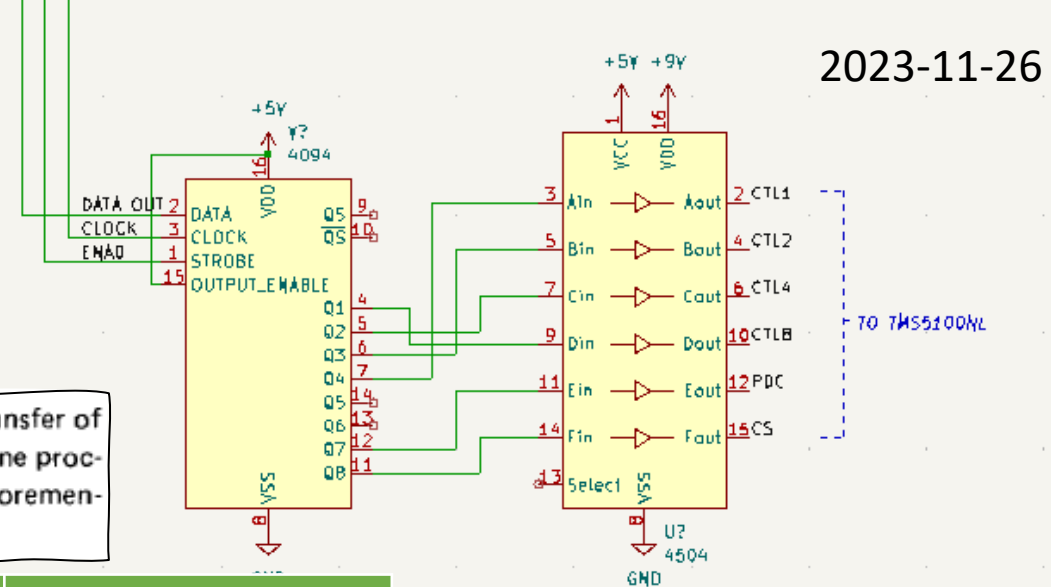 2023-11-26
+5V
V?
4094
16
VDD
DATA OUT 2 DATA
CLOCK 3 CLOCK
ENA0 1 STROBE
15 OUTPUT_ENABLE
QS 9
QS 10
Q1 4
Q2 5
Q3 6
Q4 7
Q5 14
Q6 13
Q7 12
Q8 11
VSS
8
+5V +9V
1 16
VCC VDD
3 Ain Aout 2 CTL1
5 Bin Bout 4 CTL2
7 Cin Cout 6 CTL4
9 Din Dout 10 CTL8
11 Ein Eout 12 PDC
14 Fin Fout 15 CS
13 Select
VSS
8
U?
4504
GND
TO TMS5100NL
nsfer of
ne proc-
oremen-